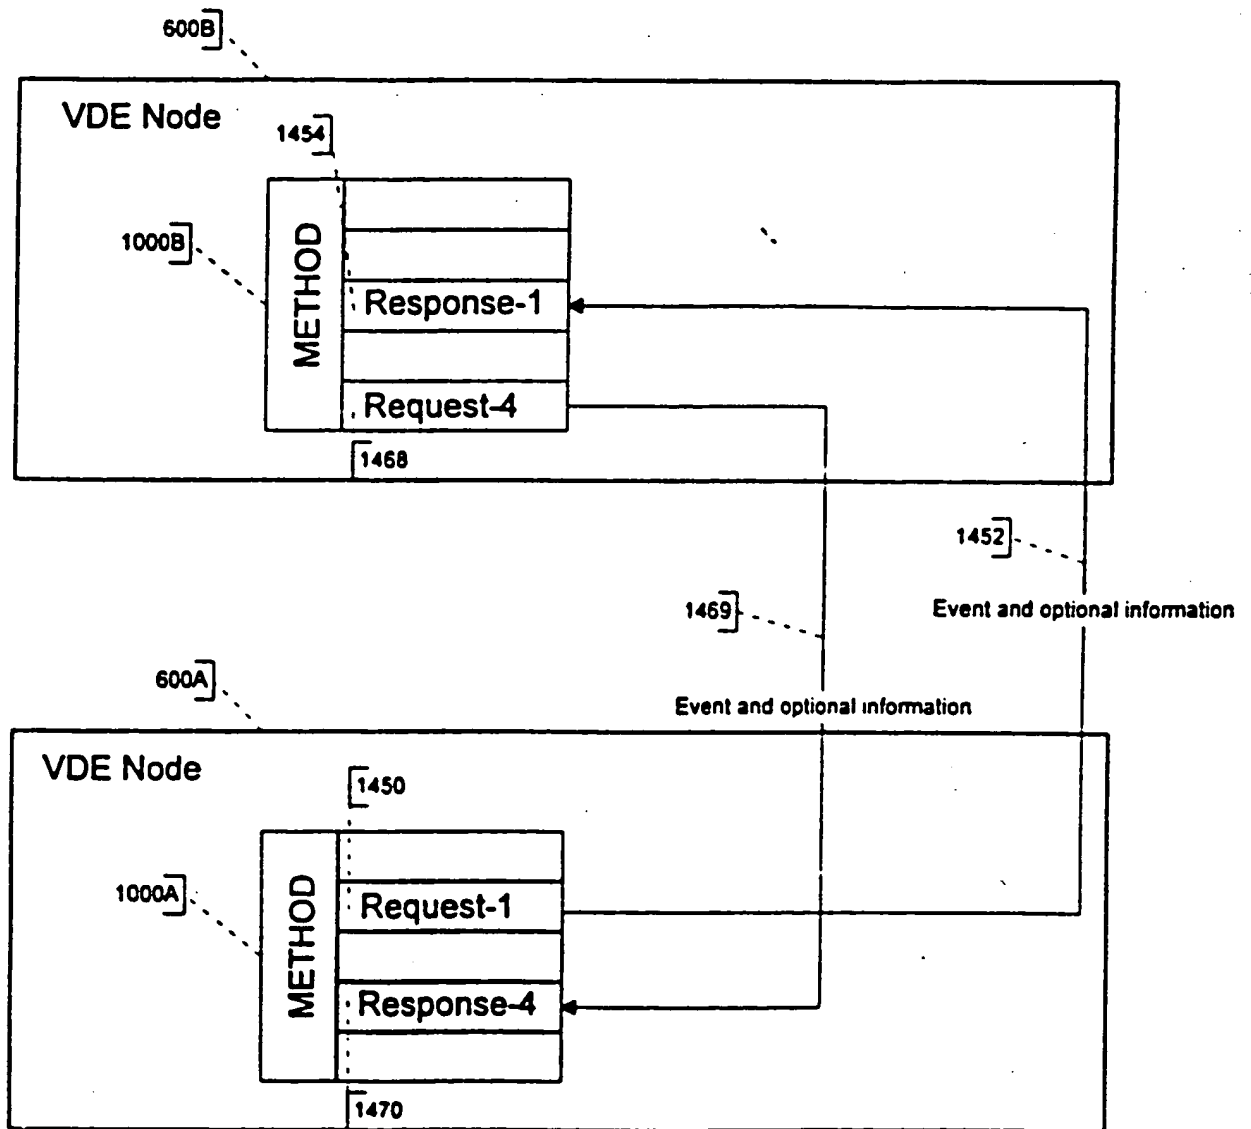 600B
VDE Node
1454
1000B
METHOD
Response-1
Request-4
1468
1452
Event and optional information
1469
Event and optional information
600A
VDE Node
1450
1000A
METHOD
Request-1
Response-4
1470